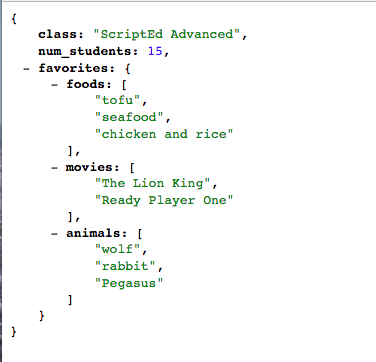 {
class: "ScriptEd Advanced",
num_students: 15,
- favorites: {
- foods: [
"tofu",
"seafood",
"chicken and rice"
],
- movies: [
"The Lion King",
"Ready Player One"
],
- animals: [
"wolf",
"rabbit",
"Pegasus"
]
}
}